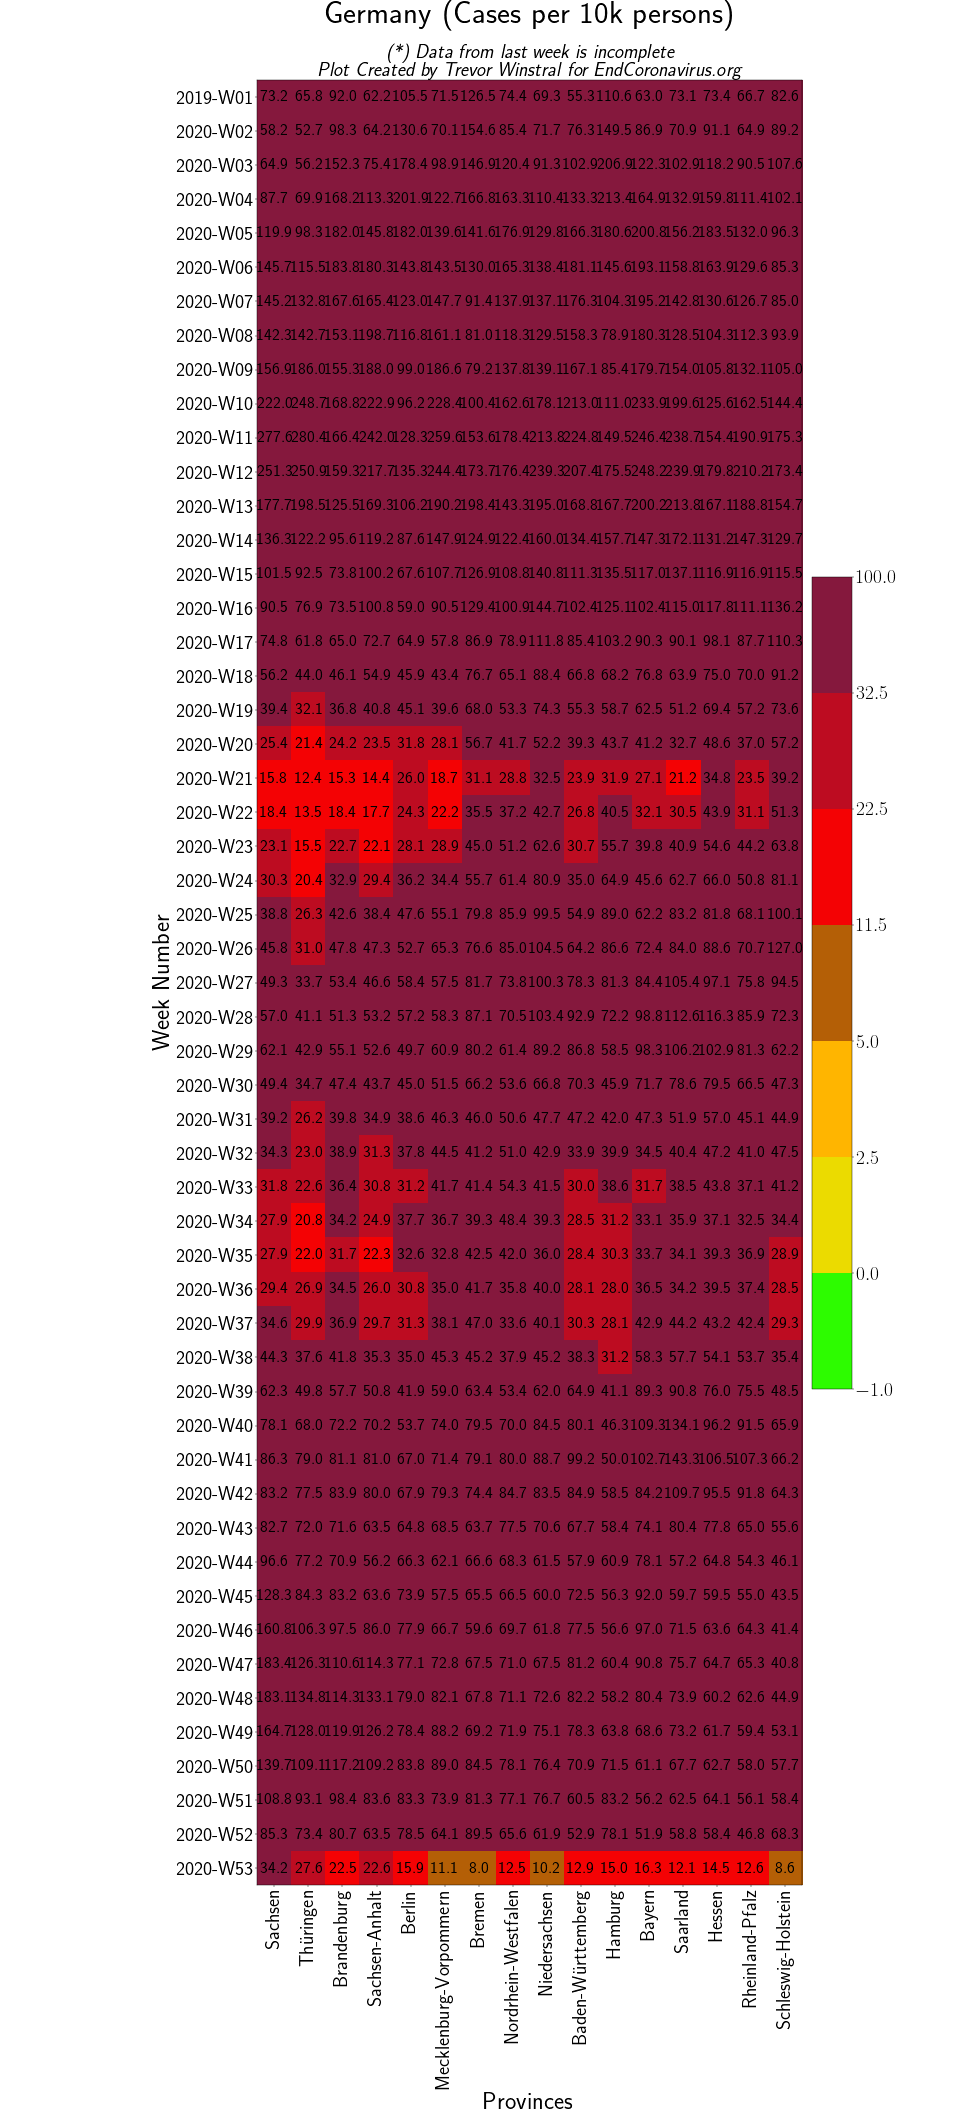 Germany (Cases per 10k persons)
(*) Data from last week is incomplete
Plot Created by Trevor Winstral for EndCoronavirus.org
2019-W01 73.2 65.8 92.0 62.2 105.5 71.5 126.5 74.4 69.3 55.3 110.6 63.0 73.1 73.4 66.7 82.6
2020-W02 58.2 52.7 98.3 64.2 130.6 70.1 154.6 85.4 71.7 76.3 149.5 86.9 70.9 91.1 64.9 89.2
2020-W03 64.9 56.2 152.3 75.4 178.4 98.9 146.9 120.4 91.3 102.9 206.9 122.3 102.9 118.2 90.5 107.6
2020-W04 87.7 69.9 168.2 113.3 201.9 122.7 166.8 163.3 110.4 133.3 213.4 164.9 132.9 159.8 111.4 102.1
2020-W05 119.9 98.3 182.0 145.8 182.0 139.6 141.6 176.9 129.8 166.3 180.6 200.8 156.2 183.5 132.0 96.3
2020-W06 145.7 115.5 183.8 180.3 143.8 143.5 130.0 165.3 138.4 181.1 145.6 193.1 158.8 163.9 129.6 85.3
2020-W07 145.2 132.8 167.6 165.4 123.0 147.7 91.4 137.9 137.1 176.3 104.3 195.2 142.8 130.6 126.7 85.0
2020-W08 142.3 142.7 153.1 198.7 116.8 161.1 81.0 118.3 129.5 158.3 78.9 180.3 128.5 104.3 112.3 93.9
2020-W09 156.9 186.0 155.3 188.0 99.0 186.6 79.2 137.8 139.1 167.1 85.4 179.7 154.0 105.8 132.1 105.0
2020-W10 222.0 248.7 168.8 222.9 96.2 228.4 100.4 162.6 178.1 213.0 111.0 233.9 199.6 125.6 162.5 144.4
2020-W11 277.6 280.4 166.4 242.0 128.3 259.6 153.6 178.4 213.8 224.8 149.5 246.4 238.7 154.4 190.9 175.3
2020-W12 251.3 250.9 159.3 217.7 135.3 244.4 173.7 176.4 239.3 207.4 175.5 248.2 239.9 179.8 210.2 173.4
2020-W13 177.7 198.5 125.5 169.3 106.2 190.2 198.4 143.3 195.0 168.8 167.7 200.2 213.8 167.1 188.8 154.7
2020-W14 136.3 122.2 95.6 119.2 87.6 147.9 124.9 122.4 160.0 134.4 157.7 147.3 172.1 131.2 147.3 129.7
2020-W15 101.5 92.5 73.8 100.2 67.6 107.7 126.9 108.8 140.8 111.3 135.5 117.0 137.1 116.9 116.9 115.5
2020-W16 90.5 76.9 73.5 100.8 59.0 90.5 129.4 100.9 144.7 102.4 125.1 102.4 115.0 117.8 111.1 136.2
2020-W17 74.8 61.8 65.0 72.7 64.9 57.8 86.9 78.9 111.8 85.4 103.2 90.3 90.1 98.1 87.7 110.3
2020-W18 56.2 44.0 46.1 54.9 45.9 43.4 76.7 65.1 88.4 66.8 68.2 76.8 63.9 75.0 70.0 91.2
2020-W19 39.4 32.1 36.8 40.8 45.1 39.6 68.0 53.3 74.3 55.3 58.7 62.5 51.2 69.4 57.2 73.6
2020-W20 25.4 21.4 24.2 23.5 31.8 28.1 56.7 41.7 52.2 39.3 43.7 41.2 32.7 48.6 37.0 57.2
2020-W21 15.8 12.4 15.3 14.4 26.0 18.7 31.1 28.8 32.5 23.9 31.9 27.1 21.2 34.8 23.5 39.2
2020-W22 18.4 13.5 18.4 17.7 24.3 22.2 35.5 37.2 42.7 26.8 40.5 32.1 30.5 43.9 31.1 51.3
2020-W23 23.1 15.5 22.7 22.1 28.1 28.9 45.0 51.2 62.6 30.7 55.7 39.8 40.9 54.6 44.2 63.8
2020-W24 30.3 20.4 32.9 29.4 36.2 34.4 55.7 61.4 80.9 35.0 64.9 45.6 62.7 66.0 50.8 81.1
2020-W25 38.8 26.3 42.6 38.4 47.6 55.1 79.8 85.9 99.5 54.9 89.0 62.2 83.2 81.8 68.1 100.1
2020-W26 45.8 31.0 47.8 47.3 52.7 65.3 76.6 85.0 104.5 64.2 86.6 72.4 84.0 88.6 70.7 127.0
2020-W27 49.3 33.7 53.4 46.6 58.4 57.5 81.7 73.8 100.3 78.3 81.3 84.4 105.4 97.1 75.8 94.5
2020-W28 57.0 41.1 51.3 53.2 57.2 58.3 87.1 70.5 103.4 92.9 72.2 98.8 112.6 116.3 85.9 72.3
2020-W29 62.1 42.9 55.1 52.6 49.7 60.9 80.2 61.4 89.2 86.8 58.5 98.3 106.2 102.9 81.3 62.2
2020-W30 49.4 34.7 47.4 43.7 45.0 51.5 66.2 53.6 66.8 70.3 45.9 71.7 78.6 79.5 66.5 47.3
2020-W31 39.2 26.2 39.8 34.9 38.6 46.3 46.0 50.6 47.7 47.2 42.0 47.3 51.9 57.0 45.1 44.9
2020-W32 34.3 23.0 38.9 31.3 37.8 44.5 41.2 51.0 42.9 33.9 39.9 34.5 40.4 47.2 41.0 47.5
2020-W33 31.8 22.6 36.4 30.8 31.2 41.7 41.4 54.3 41.5 30.0 38.6 31.7 38.5 43.8 37.1 41.2
2020-W34 27.9 20.8 34.2 24.9 37.7 36.7 39.3 48.4 39.3 28.5 31.2 33.1 35.9 37.1 32.5 34.4
2020-W35 27.9 22.0 31.7 22.3 32.6 32.8 42.5 42.0 36.0 28.4 30.3 33.7 34.1 39.3 36.9 28.9
2020-W36 29.4 26.9 34.5 26.0 30.8 35.0 41.7 35.8 40.0 28.1 28.0 36.5 34.2 39.5 37.4 28.5
2020-W37 34.6 29.9 36.9 29.7 31.3 38.1 47.0 33.6 40.1 30.3 28.1 42.9 44.2 43.2 42.4 29.3
2020-W38 44.3 37.6 41.8 35.3 35.0 45.3 45.2 37.9 45.2 38.3 31.2 58.3 57.7 54.1 53.7 35.4
2020-W39 62.3 49.8 57.7 50.8 41.9 59.0 63.4 53.4 62.0 64.9 41.1 89.3 90.8 76.0 75.5 48.5
2020-W40 78.1 68.0 72.2 70.2 53.7 74.0 79.5 70.0 84.5 80.1 46.3 109.3 134.1 96.2 91.5 65.9
2020-W41 86.3 79.0 81.1 81.0 67.0 71.4 79.1 80.0 88.7 99.2 50.0 102.7 143.3 106.5 107.3 66.2
2020-W42 83.2 77.5 83.9 80.0 67.9 79.3 74.4 84.7 83.5 84.9 58.5 84.2 109.7 95.5 91.8 64.3
2020-W43 82.7 72.0 71.6 63.5 64.8 68.5 63.7 77.5 70.6 67.7 58.4 74.1 80.4 77.8 65.0 55.6
2020-W44 96.6 77.2 70.9 56.2 66.3 62.1 66.6 68.3 61.5 57.9 60.9 78.1 57.2 64.8 54.3 46.1
2020-W45 128.3 84.3 83.2 63.6 73.9 57.5 65.5 66.5 60.0 72.5 56.3 92.0 59.7 59.5 55.0 43.5
2020-W46 160.8 106.3 97.5 86.0 77.9 66.7 59.6 69.7 61.8 77.5 56.6 97.0 71.5 63.6 64.3 41.4
2020-W47 183.4 126.3 110.6 114.3 77.1 72.8 67.5 71.0 67.5 81.2 60.4 90.8 75.7 64.7 65.3 40.8
2020-W48 183.1 134.8 114.3 133.1 79.0 82.1 67.8 71.1 72.6 82.2 58.2 80.4 73.9 60.2 62.6 44.9
2020-W49 164.7 128.0 119.9 126.2 78.4 88.2 69.2 71.9 75.1 78.3 63.8 68.6 73.2 61.7 59.4 53.1
2020-W50 139.7 109.1 117.2 109.2 83.8 89.0 84.5 78.1 76.4 70.9 71.5 61.1 67.7 62.7 58.0 57.7
2020-W51 108.8 93.1 98.4 83.6 83.3 73.9 81.3 77.1 76.7 60.5 83.2 56.2 62.5 64.1 56.1 58.4
2020-W52 85.3 73.4 80.7 63.5 78.5 64.1 89.5 65.6 61.9 52.9 78.1 51.9 58.8 58.4 46.8 68.3
2020-W53 34.2 27.6 22.5 22.6 15.9 11.1 8.0 12.5 10.2 12.9 15.0 16.3 12.1 14.5 12.6 8.6
Week Number
Sachsen
Thüringen
Brandenburg
Sachsen-Anhalt
Berlin
Mecklenburg-Vorpommern
Bremen
Nordrhein-Westfalen
Niedersachsen
Baden-Württemberg
Hamburg
Bayern
Saarland
Hessen
Rheinland-Pfalz
Schleswig-Holstein
Provinces
100.0
32.5
22.5
11.5
5.0
2.5
0.0
−1.0